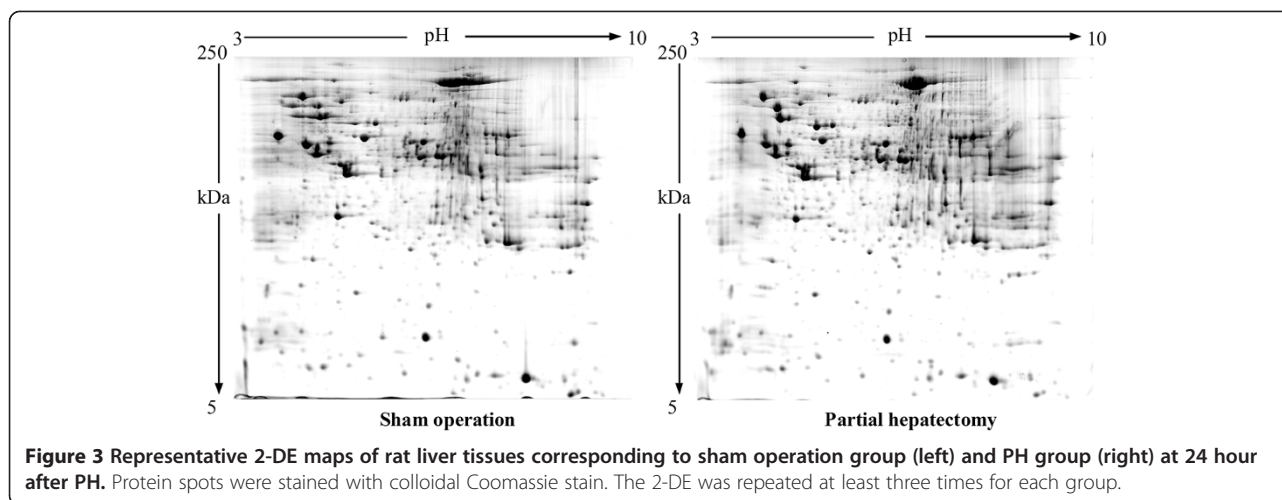 3 pH 10
250
kDa
5
Sham operation
3 pH 10
250
kDa
5
Partial hepatectomy
Figure 3 Representative 2-DE maps of rat liver tissues corresponding to sham operation group (left) and PH group (right) at 24 hour
after PH. Protein spots were stained with colloidal Coomassie stain. The 2-DE was repeated at least three times for each group.